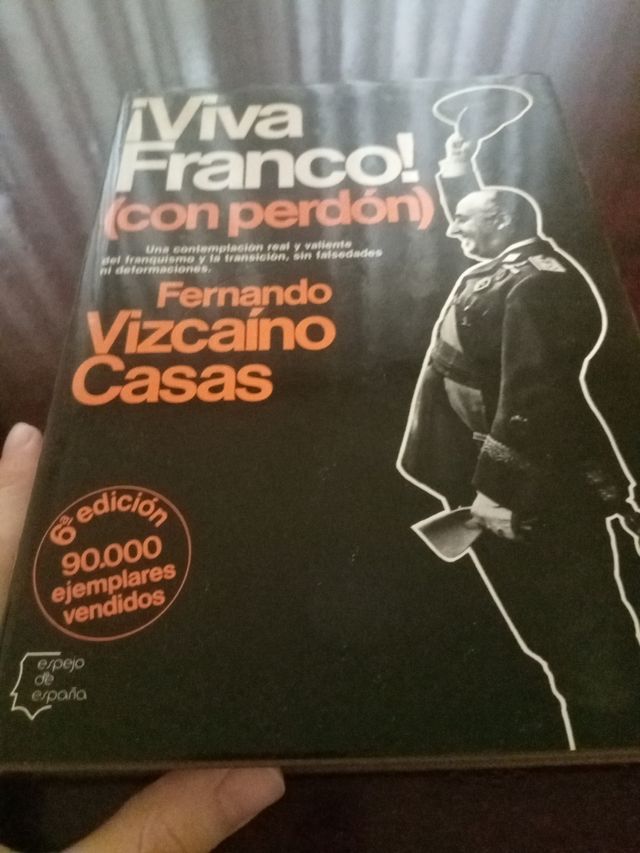 ¡Viva
Franco!
(con perdón)
Una contemplación real y valiente
del franquismo y la transición, sin falsedades
ni deformaciones.
Fernando
Vizcaíno
Casas
6ª edición
90.000
ejemplares
vendidos
espejo
de
españa